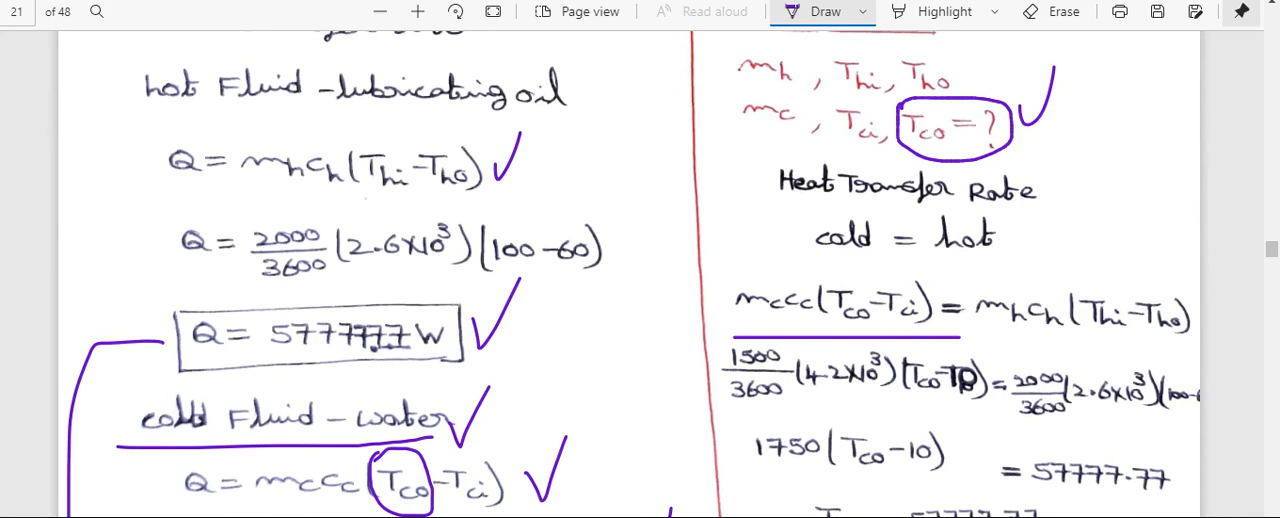 21 of 48 Page view Read aloud Draw Highlight Erase
hot Fluid - lubricating oil
Q = mhch(Thi-Tho)
Q = 2000/3600 (2.6×10³)(100-60)
Q = 57777.77 W
cold Fluid - water
Q = mccc(Tco-Tci)
mh, Thi, Tho
mc, Tci, Tco=?
Heat Transfer Rate
cold = hot
mccc(Tco-Tci) = mhch(Thi-Tho)
1500/3600 (4.2×10³)(Tco-10) = 2000/3600 (2.6×10³)(100-6
1750(Tco-10) = 57777.77